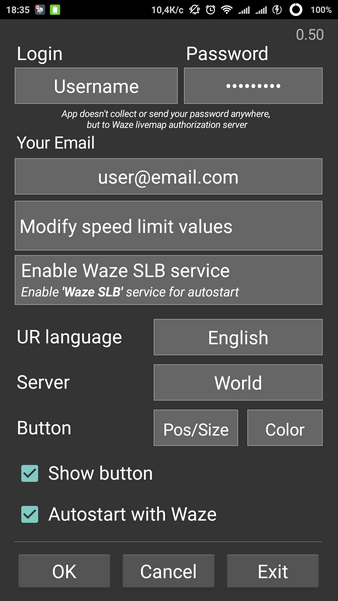 18:35 10,4K/c 100%
0.50
Login Password
Username •••••••••
App doesn't collect or send your password anywhere,
but to Waze livemap authorization server
Your Email
user@email.com
Modify speed limit values
Enable Waze SLB service
Enable 'Waze SLB' service for autostart
UR language English
Server World
Button Pos/Size Color
Show button
Autostart with Waze
OK Cancel Exit